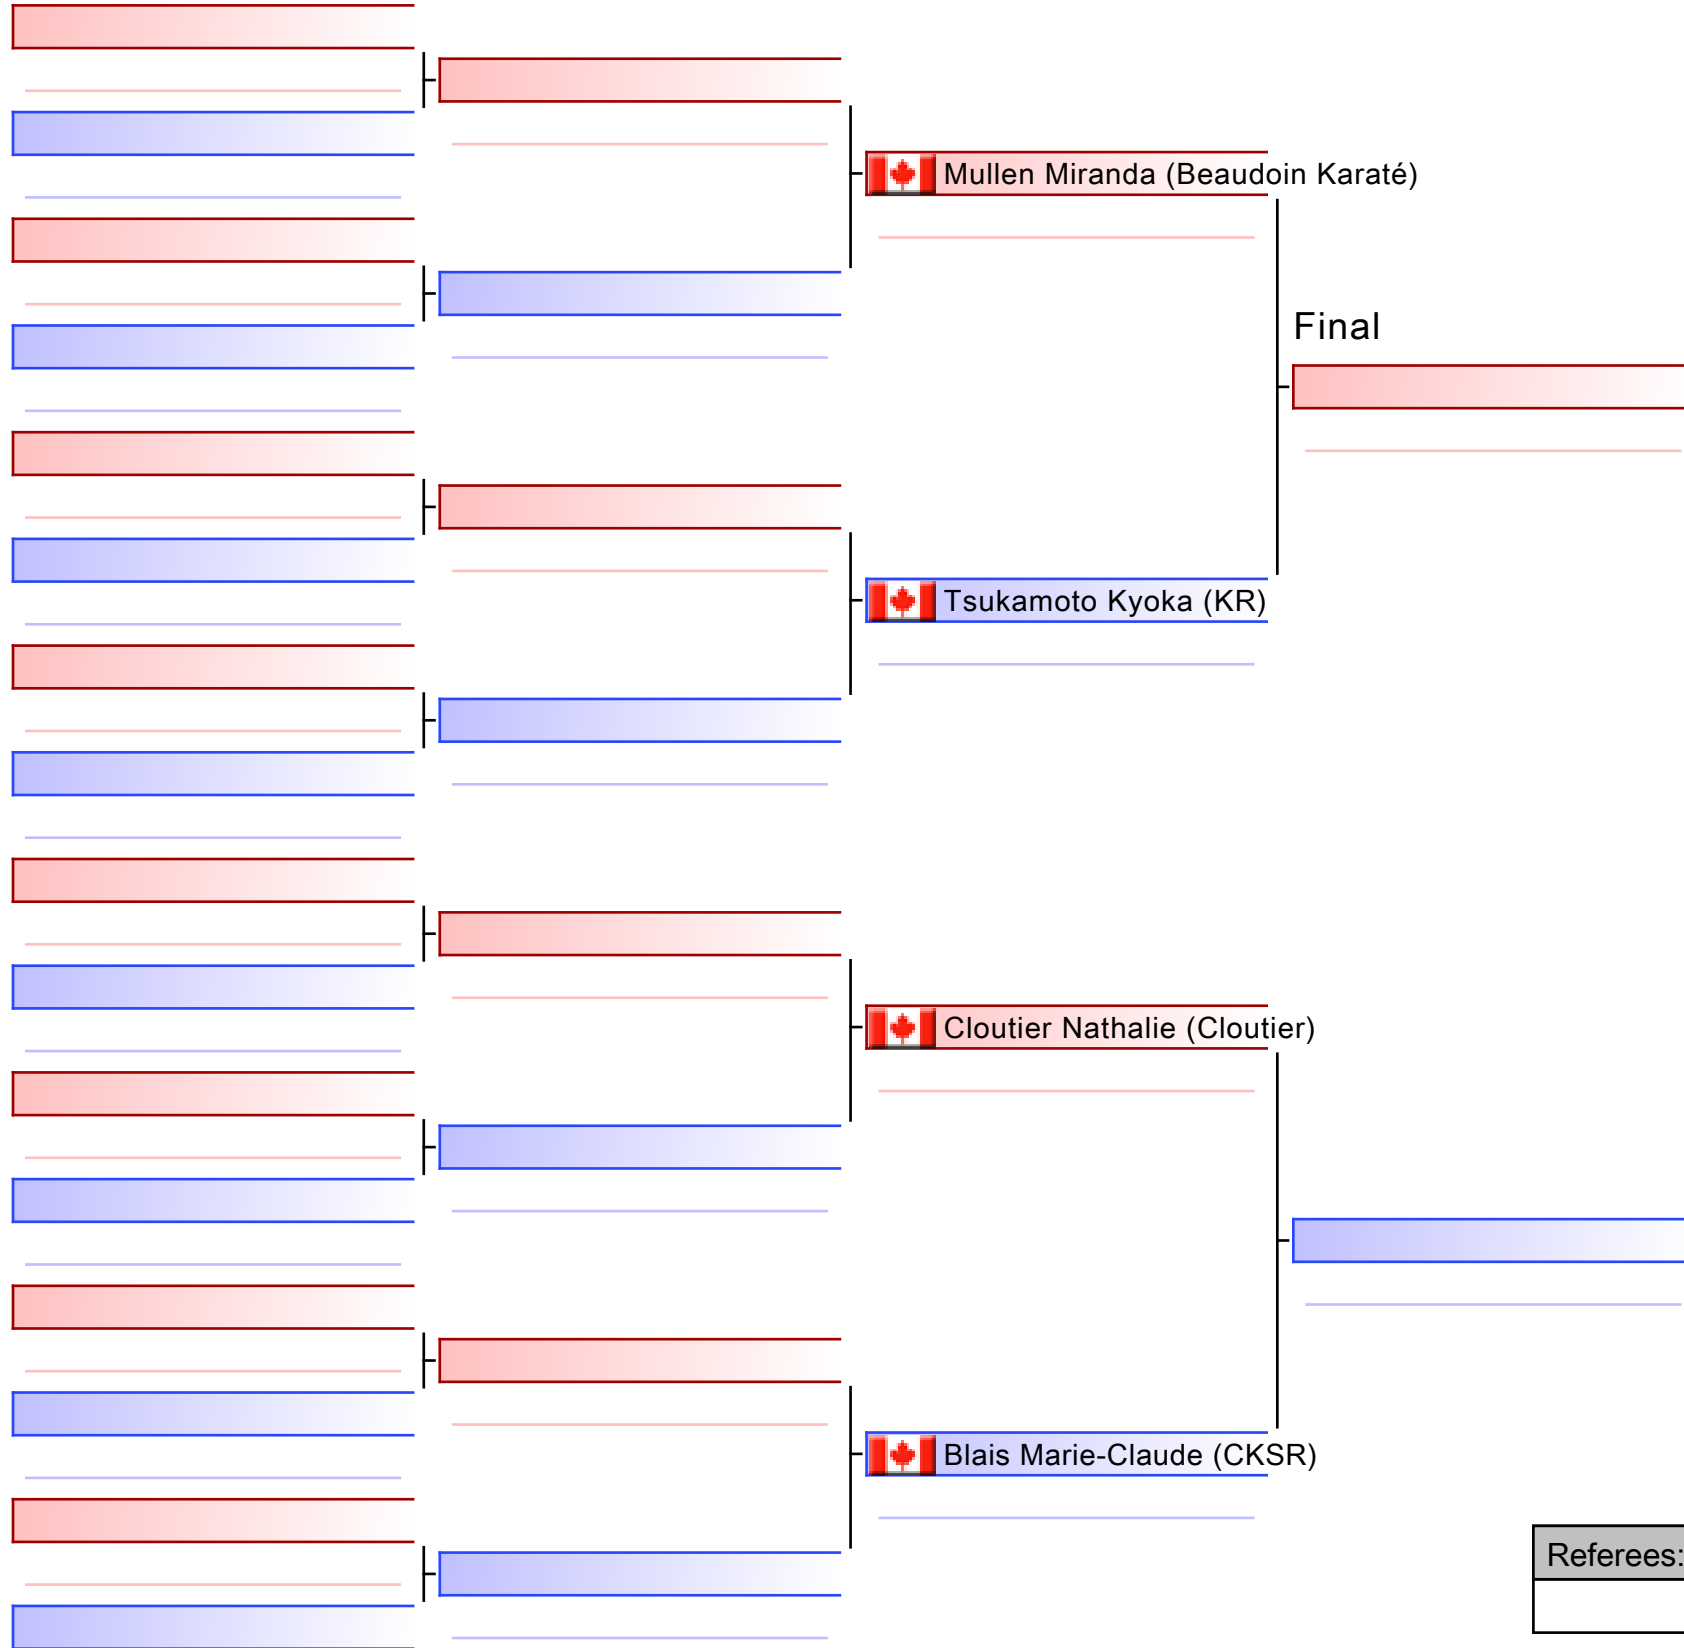 Mullen Miranda (Beaudoin Karaté)
Final
Tsukamoto Kyoka (KR)
Cloutier Nathalie (Cloutier)
Blais Marie-Claude (CKSR)
Referees: